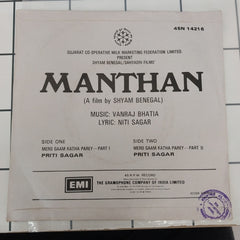 45N 14216
GUJARAT CO-OPERATIVE MILK MARKETING FEDERATION LIMITED
PRESENT
SHYAM BENEGAL/SAHYADRI FILMS'
MANTHAN
(A film by SHYAM BENEGAL)
MUSIC: VANRAJ BHATIA
LYRIC: NITI SAGAR
SIDE ONE
MERO GAAM KATHA PAREY - PART I
PRITI SAGAR
SIDE TWO
MERO GAAM KATHA PAREY - PART II
PRITI SAGAR
EMI
45 R.P.M. RECORD
THE GRAMOPHONE COMPANY OF INDIA LIMITED